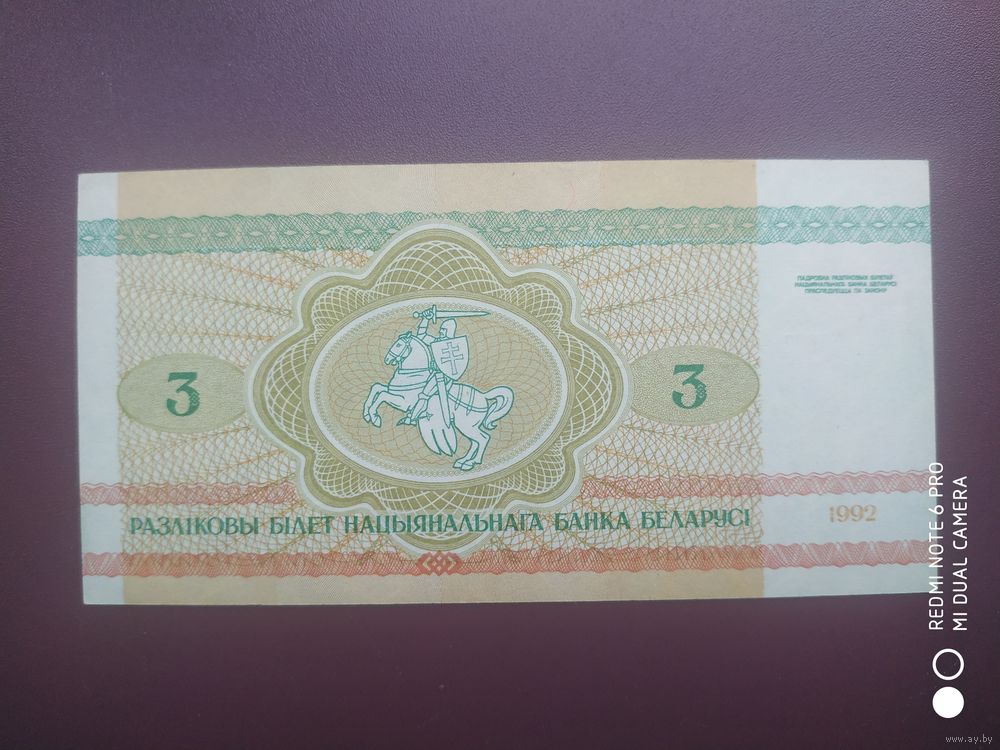 ПАДРОБКА РАЗЛІКОВЫХ БІЛЕТАЎ
НАЦЫЯНАЛЬНАГА БАНКА БЕЛАРУСІ
ПРАСЛЕДУЕЦЦА ПА ЗАКОНУ
3
3
РАЗЛІКОВЫ БІЛЕТ НАЦЫЯНАЛЬНАГА БАНКА БЕЛАРУСІ
1992
REDMI NOTE 6 PRO
MI DUAL CAMERA
www.ay.by